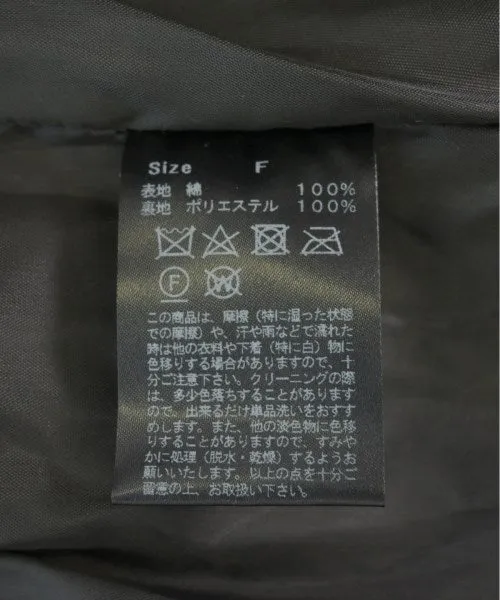 Size F
表地 綿 100%
裏地 ポリエステル 100%
F
W
この商品は、摩擦(特に湿った状態
での摩擦)や、汗や雨などで濡れた
時は他の衣料や下着(特に白)物に
色移りする場合がありますので、十
分ご注意下さい。クリーニングの際
は、多少色落ちすることがあります
ので、出来るだけ単品洗いをおすす
めします。また、他の淡色物に色移
りすることがありますので、すみや
かに処理(脱水・乾燥)するようお
願いいたします。以上の点を十分ご
留意の上、お取扱い下さい。